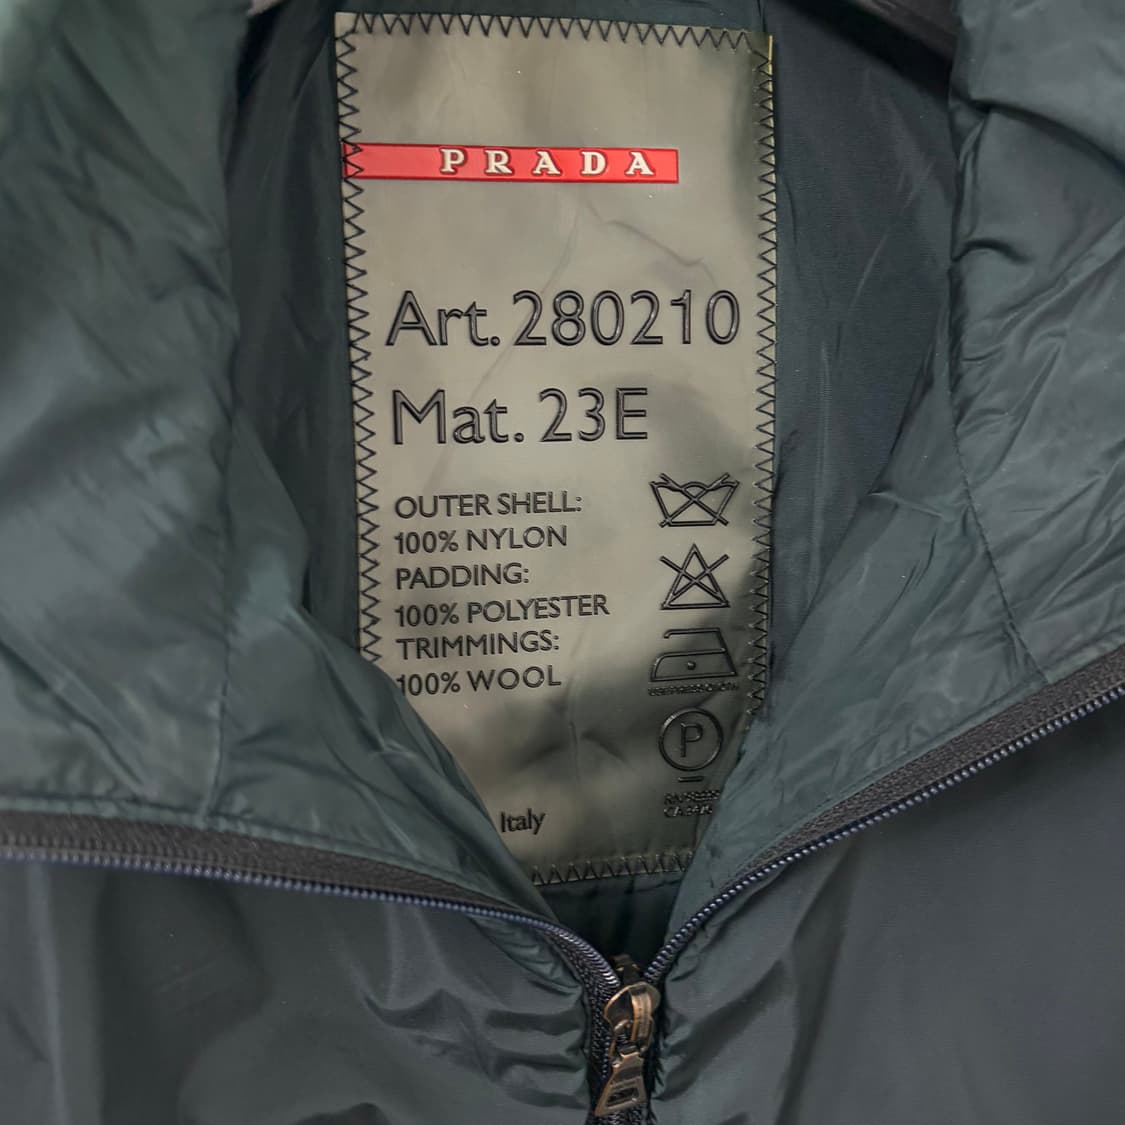 PRADA
Art. 280210
Mat. 23E
OUTER SHELL:
100% NYLON
PADDING:
100% POLYESTER
TRIMMINGS:
100% WOOL
P
Italy